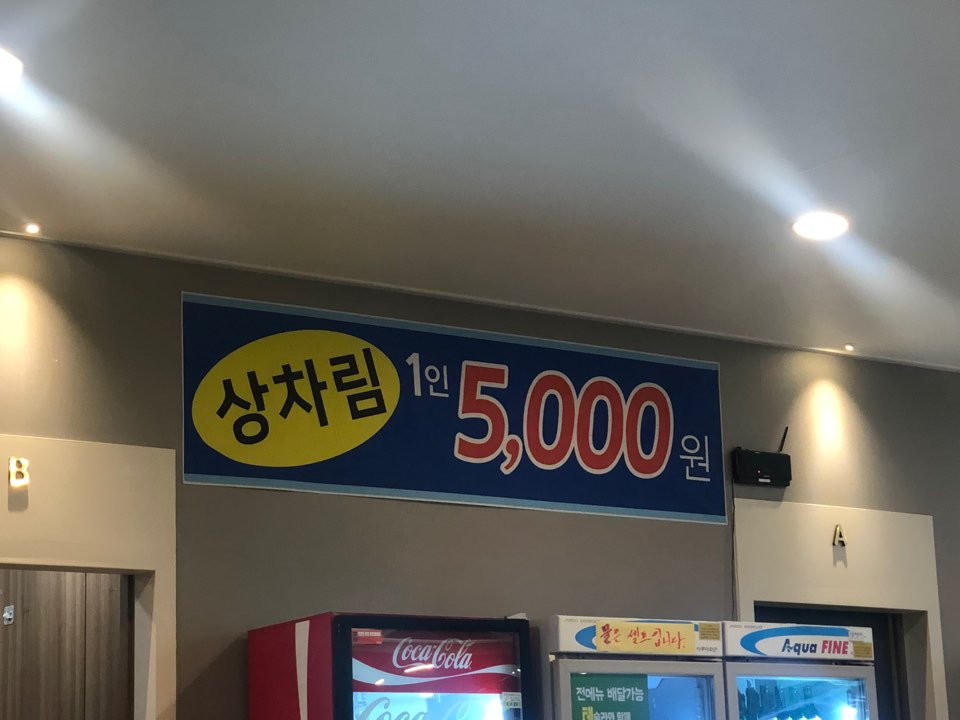 상차림 1인 5,000원
B
A
Coca-Cola
물은 셀프입니다.
Aqua FINE
전메뉴 배달가능